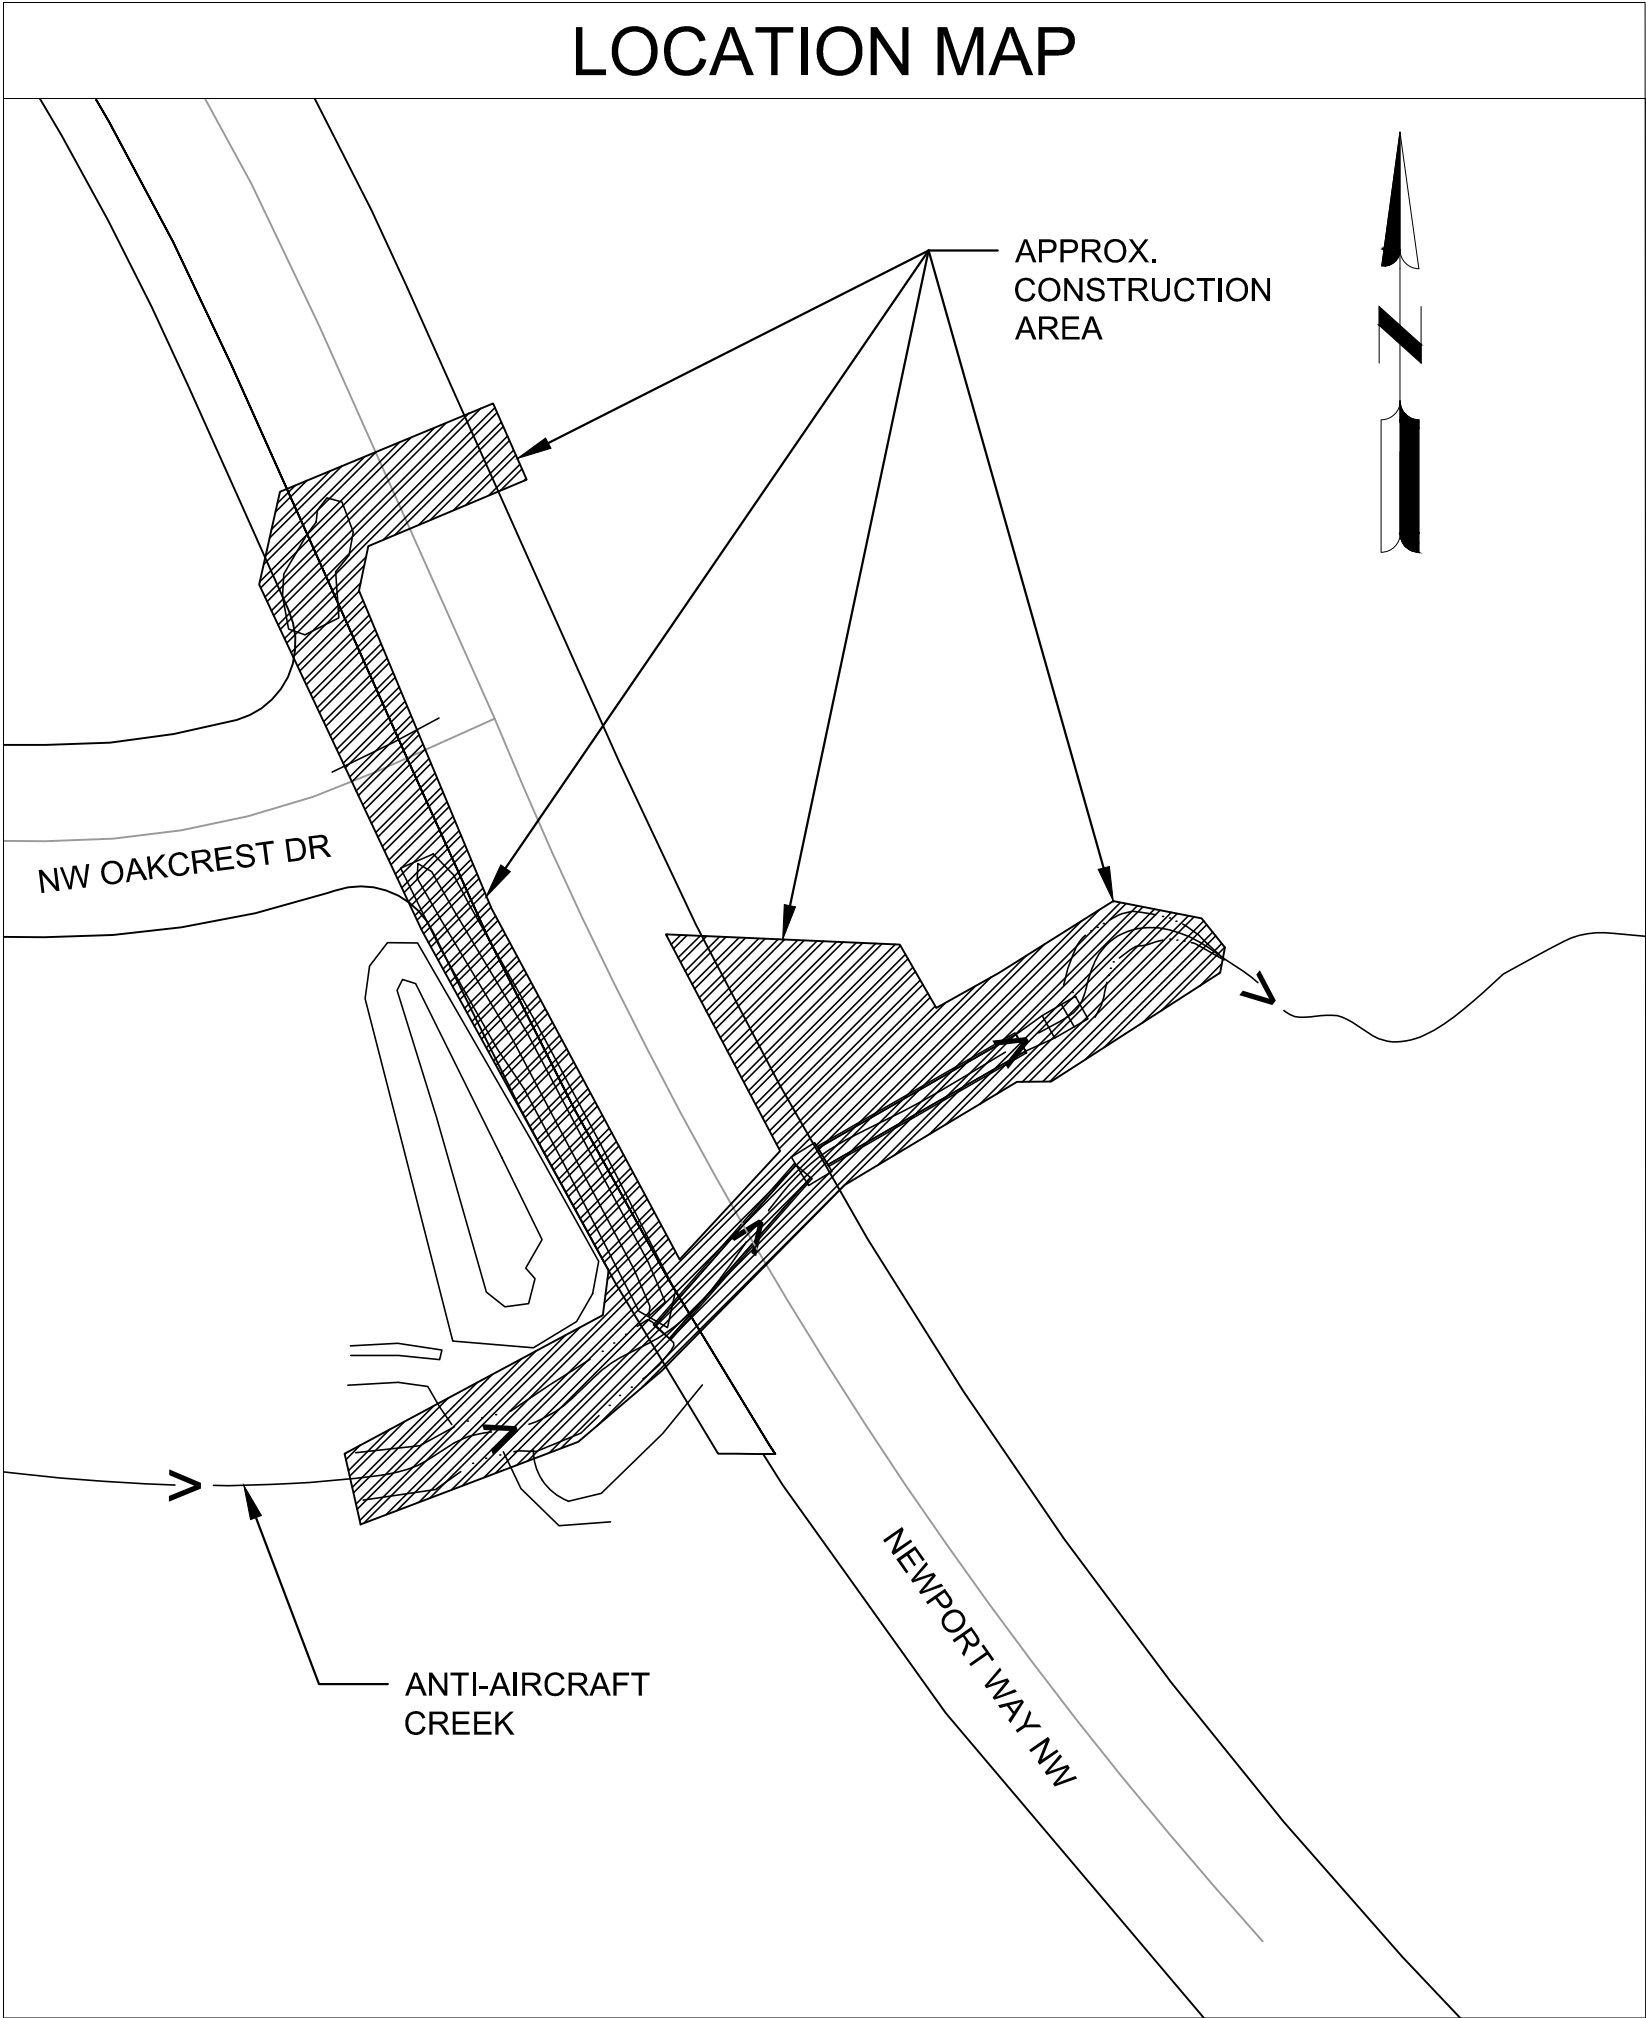 LOCATION MAP
APPROX.
CONSTRUCTION
AREA
N
NW OAKCREST DR
NEWPORT WAY NW
ANTI-AIRCRAFT
CREEK